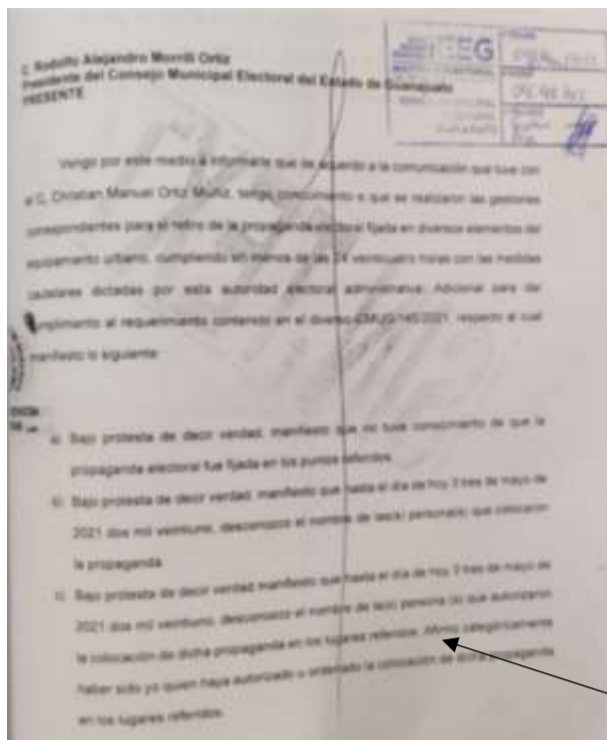 C. Rodolfo Alejandro Morrill Ortiz
Presidente del Consejo Municipal Electoral del Estado de Guanajuato
PRESENTE
IEEG
Vengo por este medio a informarle que de acuerdo a la comunicación que tuve con
el C. Christian Manuel Ortiz Muñiz, tengo conocimiento e que se realizaron las gestiones
correspondientes para el retiro de la propaganda electoral fijada en diversos elementos del
equipamiento urbano, cumpliendo en menos de las 24 veinticuatro horas con las medidas
cautelares dictadas por esta autoridad electoral administrativa. Adicional para dar
cumplimiento al requerimiento contenido en el diverso CMUG/145/2021, respecto al cual
manifiesto lo siguiente:
a) Bajo protesta de decir verdad, manifiesto que no tuve conocimiento de que la
propaganda electoral fue fijada en los puntos referidos.
b) Bajo protesta de decir verdad, manifiesto que hasta el día de hoy 3 tres de mayo de
2021 dos mil veintiuno, desconozco el nombre de la(s) persona(s) que colocaron
la propaganda.
c) Bajo protesta de decir verdad manifiesto que hasta el día de hoy 3 tres de mayo de
2021 dos mil veintiuno, desconozco el nombre de la(s) persona (s) que autorizaron
la colocación de dicha propaganda en los lugares referidos. Afirmo categóricamente
haber sido yo quien haya autorizado u ordenado la colocación de dicha propaganda
en los lugares referidos.